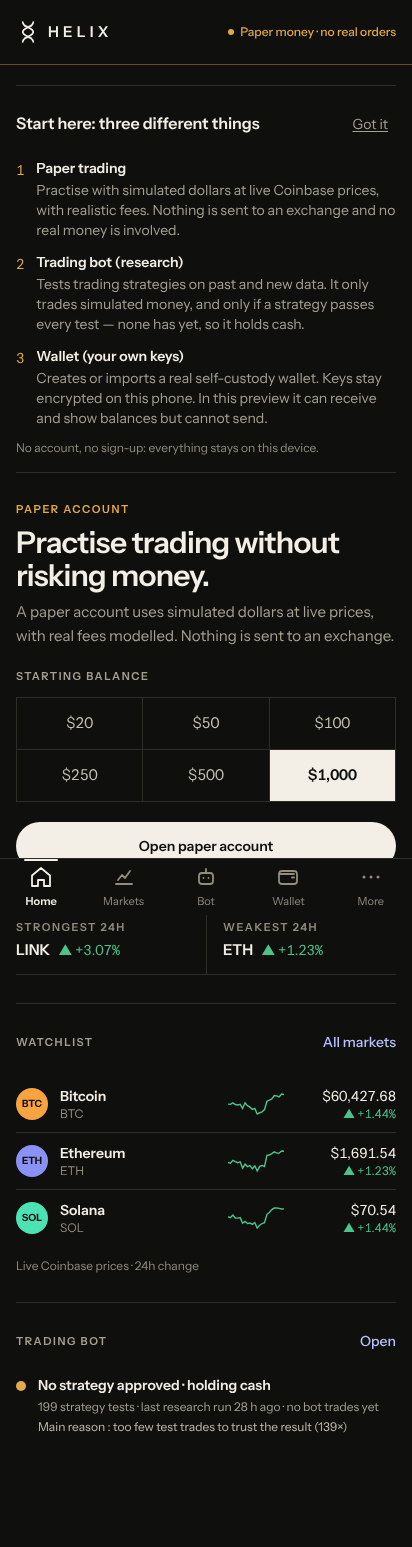 HELIX
Paper money · no real orders
Start here: three different things
Got it
1 Paper trading
Practise with simulated dollars at live Coinbase prices,
with realistic fees. Nothing is sent to an exchange and no
real money is involved.
2 Trading bot (research)
Tests trading strategies on past and new data. It only
trades simulated money, and only if a strategy passes
every test — none has yet, so it holds cash.
3 Wallet (your own keys)
Creates or imports a real self-custody wallet. Keys stay
encrypted on this phone. In this preview it can receive
and show balances but cannot send.
No account, no sign-up: everything stays on this device.
PAPER ACCOUNT
Practise trading without
risking money.
A paper account uses simulated dollars at live prices,
with real fees modelled. Nothing is sent to an exchange.
STARTING BALANCE
$20 $50 $100
$250 $500 $1,000
Open paper account
Home Markets Bot Wallet More
STRONGEST 24H WEAKEST 24H
LINK ▲ +3.07% ETH ▲ +1.23%
WATCHLIST All markets
BTC Bitcoin $60,427.68
BTC ▲ +1.44%
ETH Ethereum $1,691.54
ETH ▲ +1.23%
SOL Solana $70.54
SOL ▲ +1.44%
Live Coinbase prices · 24h change
TRADING BOT Open
No strategy approved · holding cash
199 strategy tests · last research run 28 h ago · no bot trades yet
Main reason : too few test trades to trust the result (139×)